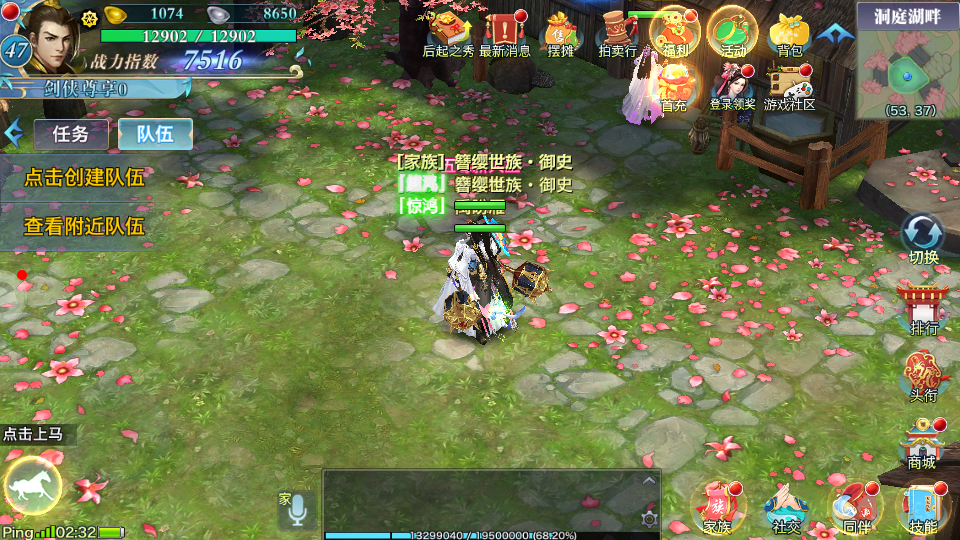 47
1074 8650
12902 / 12902
战力指数 7516
剑侠尊享0
后起之秀 最新消息 摆摊 拍卖行 福利 活动 背包
首充 登录领奖 游戏社区
洞庭湖畔
(53, 37)
任务 队伍
点击创建队伍
查看附近队伍
[家族] 簪缨世族·御史
簪缨世族·御史
「惊鸿」
切换
排行
头衔
商城
点击上马
家
家族 社交 同伴 技能
Ping 02:32
13299040 / 19500000 (68.20%)